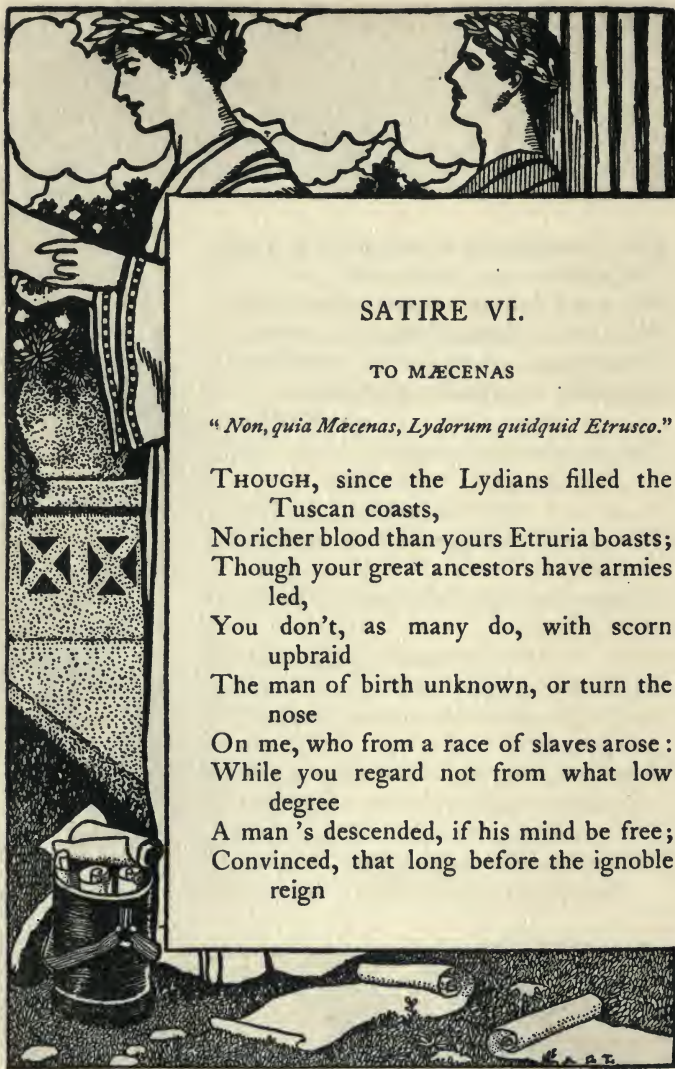 SATIRE VI.
TO MÆCENAS
"Non, quia Mæcenas, Lydorum quidquid Etrusco."
THOUGH, since the Lydians filled the
Tuscan coasts,
No richer blood than yours Etruria boasts;
Though your great ancestors have armies
led,
You don't, as many do, with scorn
upbraid
The man of birth unknown, or turn the
nose
On me, who from a race of slaves arose :
While you regard not from what low
degree
A man 's descended, if his mind be free;
Convinced, that long before the ignoble
reign